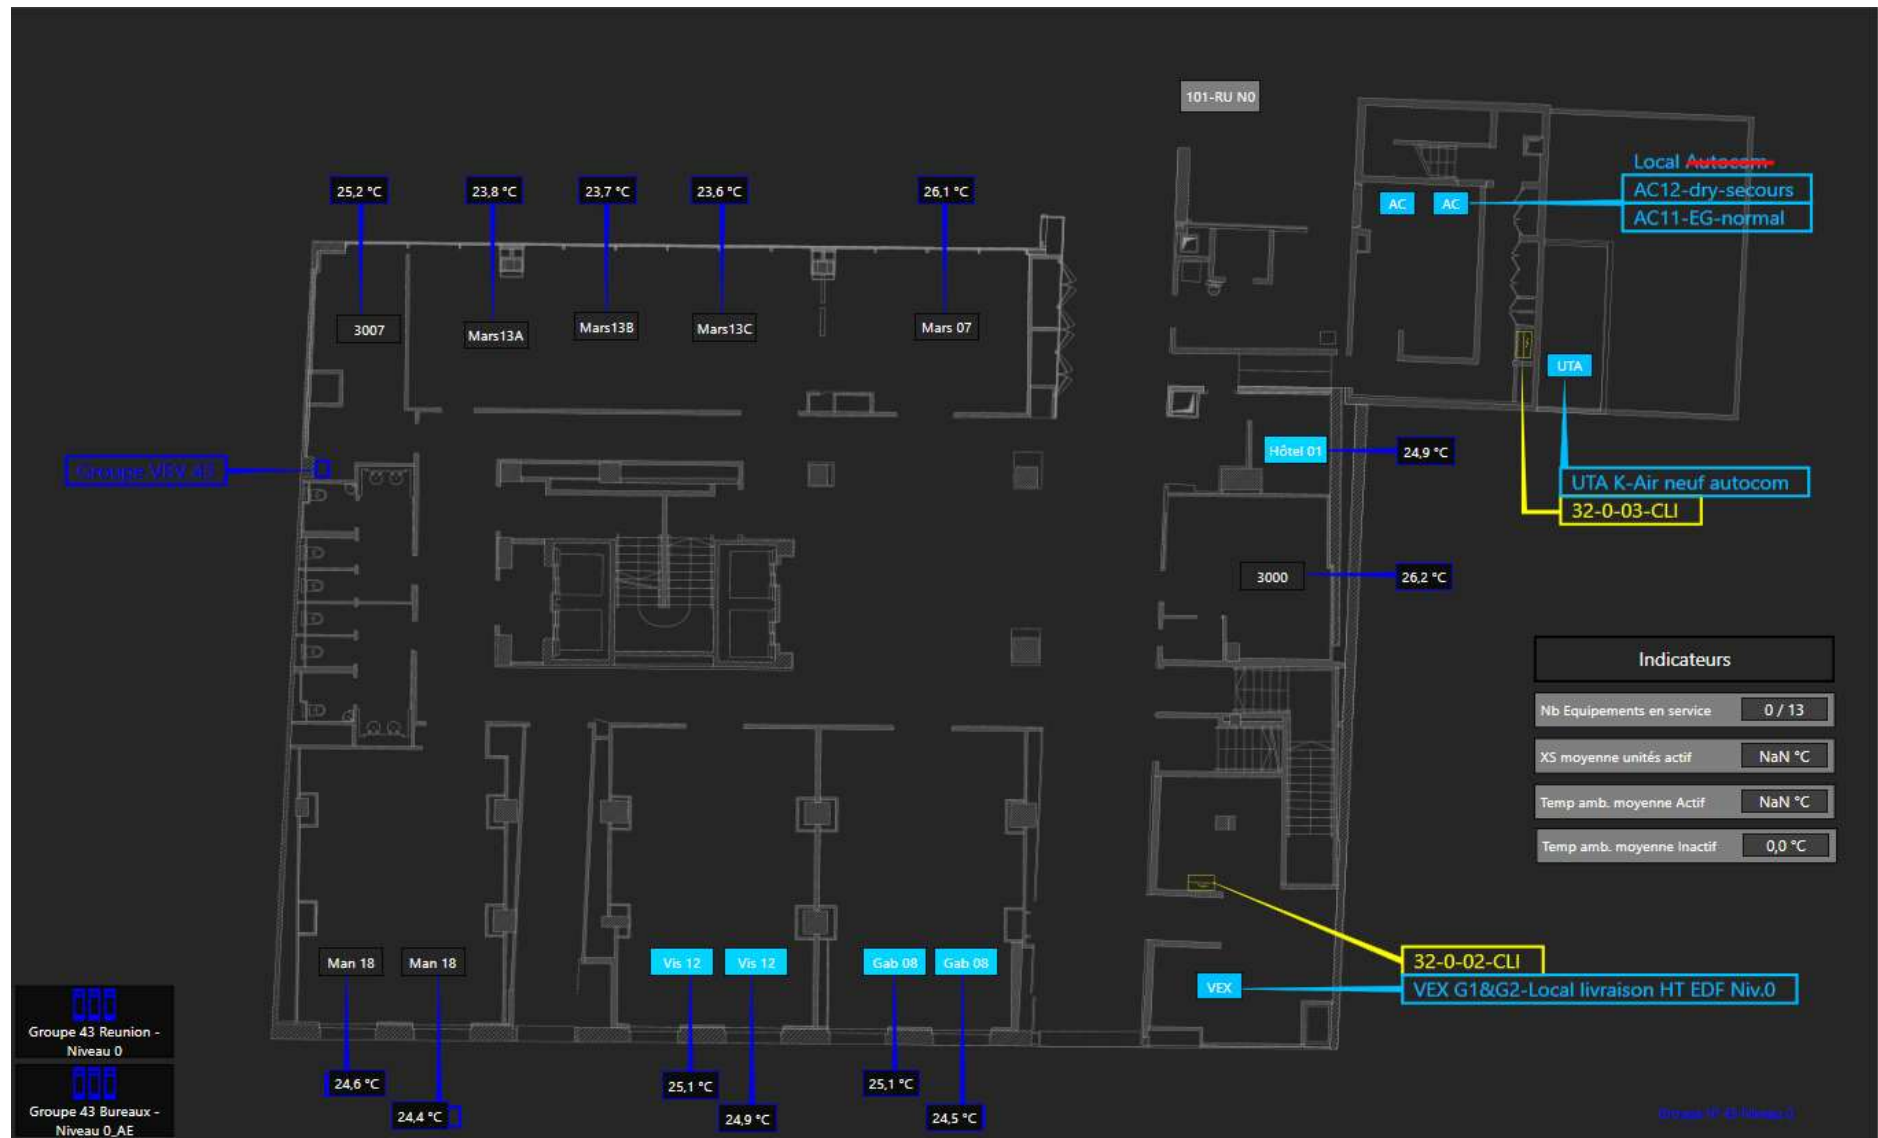 101-RU N0
Local Autocom
AC12-dry-secours
AC11-EG-normal
AC
AC
25,2 °C
23,8 °C
23,7 °C
23,6 °C
26,1 °C
3007
Mars13A
Mars13B
Mars13C
Mars 07
UTA
Groupe VRV 43
Hôtel 01
24,9 °C
UTA K-Air neuf autocom
32-0-03-CLI
3000
26,2 °C
Indicateurs
Nb Equipements en service
0 / 13
XS moyenne unités actif
NaN °C
Temp amb. moyenne Actif
NaN °C
Temp amb. moyenne Inactif
0,0 °C
Man 18
Man 18
Vis 12
Vis 12
Gab 08
Gab 08
VEX
32-0-02-CLI
VEX G1&G2-Local livraison HT EDF Niv.0
Groupe 43 Reunion -
Niveau 0
Groupe 43 Bureaux -
Niveau 0_AE
24,6 °C
24,4 °C
25,1 °C
24,9 °C
25,1 °C
24,5 °C